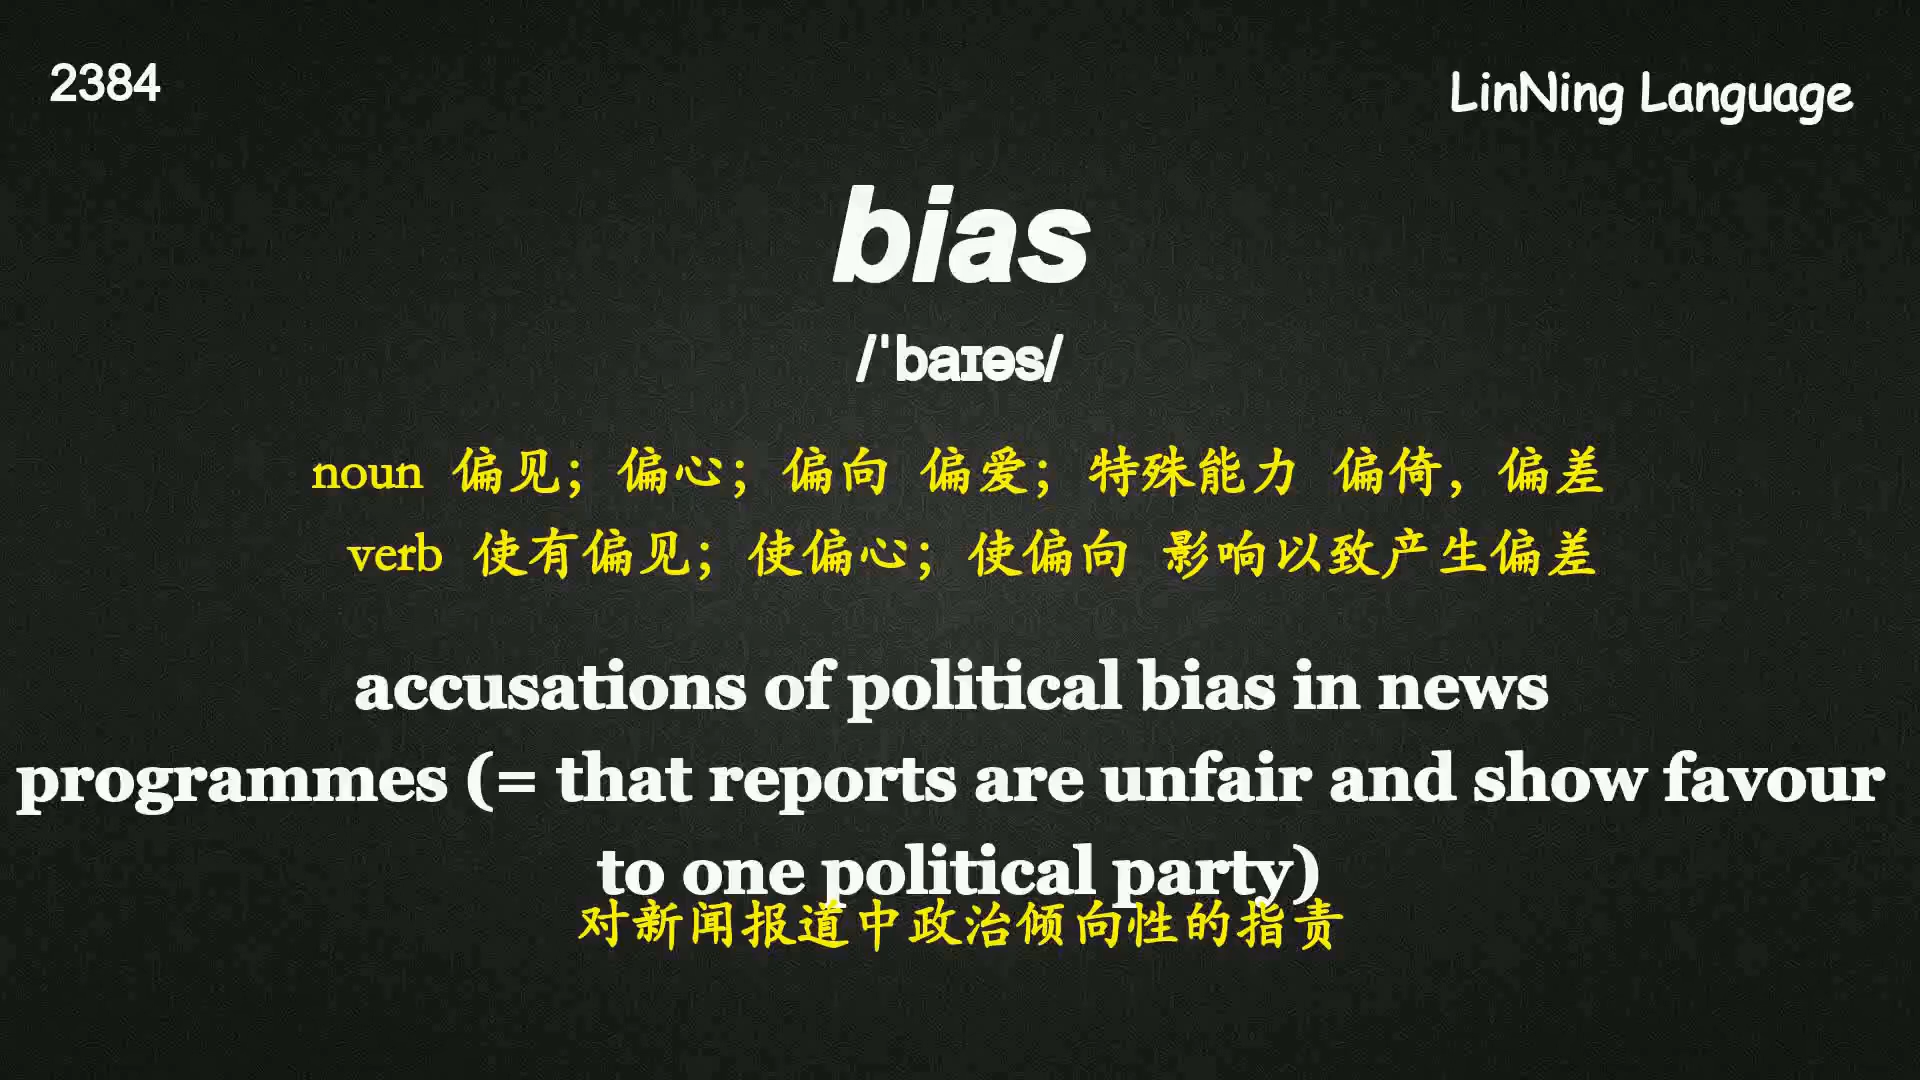 2384
LinNing Language
bias
/ˈbaɪəs/
noun 偏见；偏心；偏向 偏爱；特殊能力 偏倚，偏差
verb 使有偏见；使偏心；使偏向 影响以致产生偏差
accusations of political bias in news
programmes (= that reports are unfair and show favour
to one political party)
对新闻报道中政治倾向性的指责